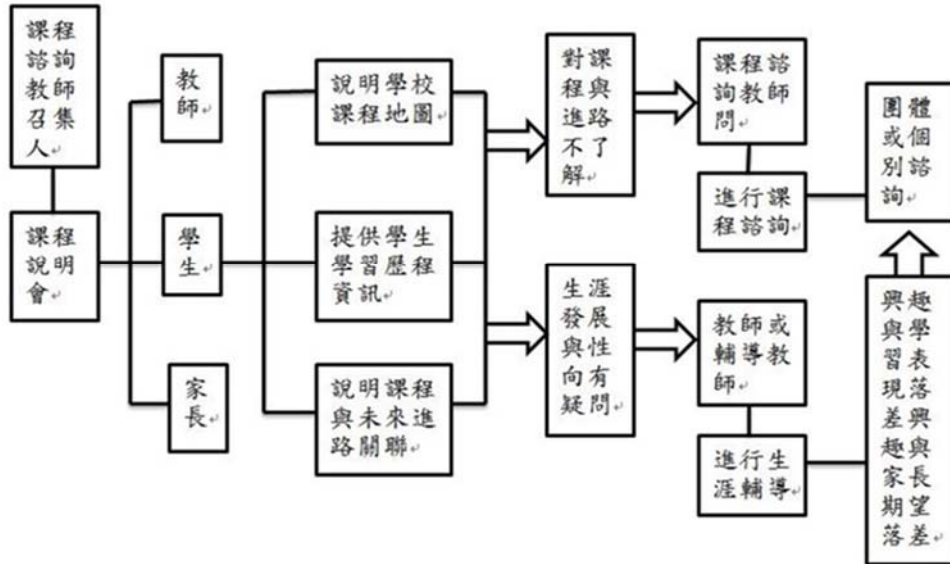 課程
諮詢
教師
召集
人
課程
說明
會
教
師
學
生
家
長
說明學校
課程地圖
提供學生
學習歷程
資訊
說明課程
與未來進
路關聯
對課
程與
進路
不了
解
生涯
發展
與性
向有
疑問
課程諮
詢教師
問
進行課
程諮詢
教師或
輔導教
師
進行生
涯輔導
團體
或個
別諮
詢
興趣
與學
習表
現落
差興
趣與
家長
期望
落差